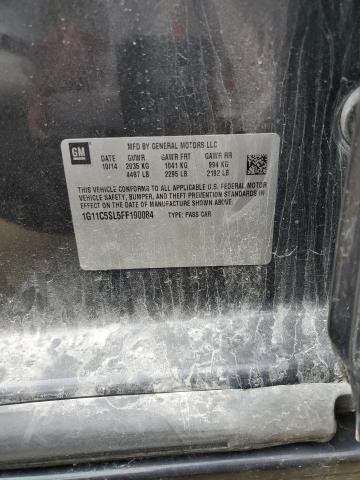 GM
MFD BY GENERAL MOTORS LLC
DATE GVWR GAWR FRT GAWR RR
10/14 2035 KG 1041 KG 994 KG
4487 LB 2295 LB 2192 LB
THIS VEHICLE CONFORMS TO ALL APPLICABLE U.S. FEDERAL MOTOR
VEHICLE SAFETY, BUMPER, AND THEFT PREVENTION STANDARDS IN
EFFECT ON THE DATE OF MANUFACTURE SHOWN ABOVE.
1G11C5SL5FF190084 TYPE: PASS CAR